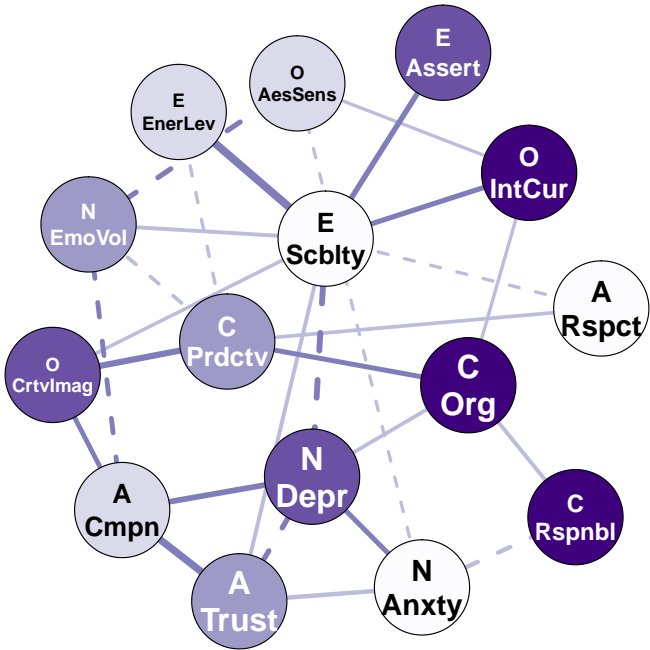 E
Assert
O
AesSens
E
EnerLev
O
IntCur
N
EmoVol
E
Scblty
A
Rspct
C
Prdctv
O
CrtvImag
C
Org
N
Depr
A
Cmpn
C
Rspnbl
N
Anxty
A
Trust